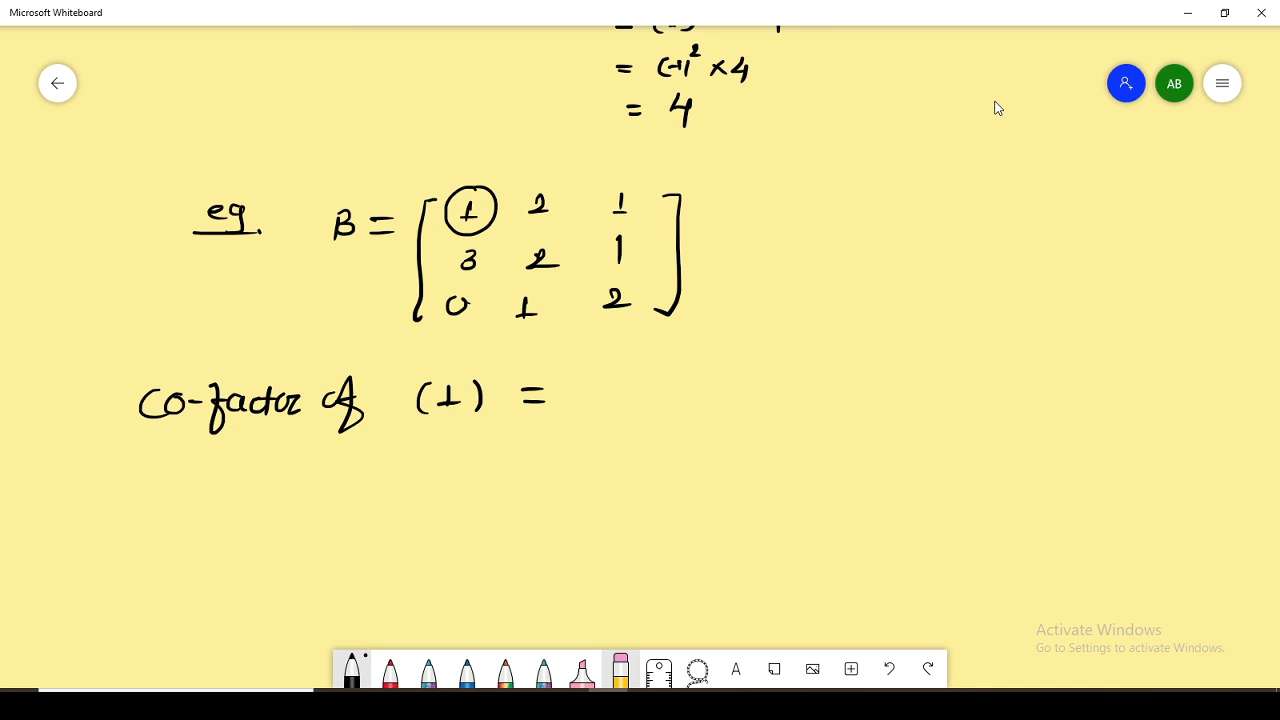 Microsoft Whiteboard
= (-1)² × 4
= 4
AB
eg. B = [ 1 2 1
3 2 1
0 1 2 ]
Co-factor of (1) =
Activate Windows
Go to Settings to activate Windows.
A